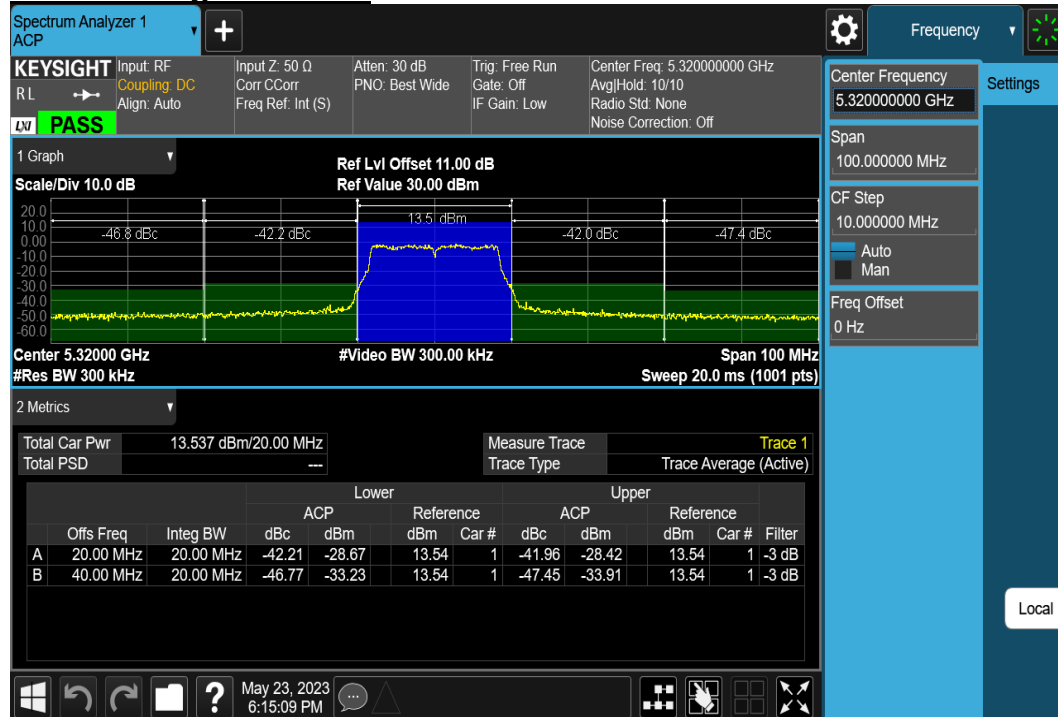 Spectrum Analyzer 1
ACP
+
Frequency
KEYSIGHT
R L
LXI
PASS
Input: RF
Coupling: DC
Align: Auto
Input Z: 50 Ω
Corr CCorr
Freq Ref: Int (S)
Atten: 30 dB
PNO: Best Wide
Trig: Free Run
Gate: Off
IF Gain: Low
Center Freq: 5.320000000 GHz
Avg|Hold: 10/10
Radio Std: None
Noise Correction: Off
Center Frequency
5.320000000 GHz
Settings
Span
100.000000 MHz
CF Step
10.000000 MHz
Auto
Man
Freq Offset
0 Hz
Local
1 Graph
Scale/Div 10.0 dB
Ref Lvl Offset 11.00 dB
Ref Value 30.00 dBm
20.0
10.0
0.00
-10.0
-20.0
-30.0
-40.0
-50.0
-60.0
-46.8 dBc
-42.2 dBc
13.5 dBm
-42.0 dBc
-47.4 dBc
Center 5.32000 GHz
#Video BW 300.00 kHz
Span 100 MHz
#Res BW 300 kHz
Sweep 20.0 ms (1001 pts)
2 Metrics
Total Car Pwr 13.537 dBm/20.00 MHz
Total PSD ---
Measure Trace Trace 1
Trace Type Trace Average (Active)
Lower Upper
ACP Reference ACP Reference
Offs Freq Integ BW dBc dBm dBm Car # dBc dBm dBm Car # Filter
A 20.00 MHz 20.00 MHz -42.21 -28.67 13.54 1 -41.96 -28.42 13.54 1 -3 dB
B 40.00 MHz 20.00 MHz -46.77 -33.23 13.54 1 -47.45 -33.91 13.54 1 -3 dB
?
May 23, 2023
6:15:09 PM